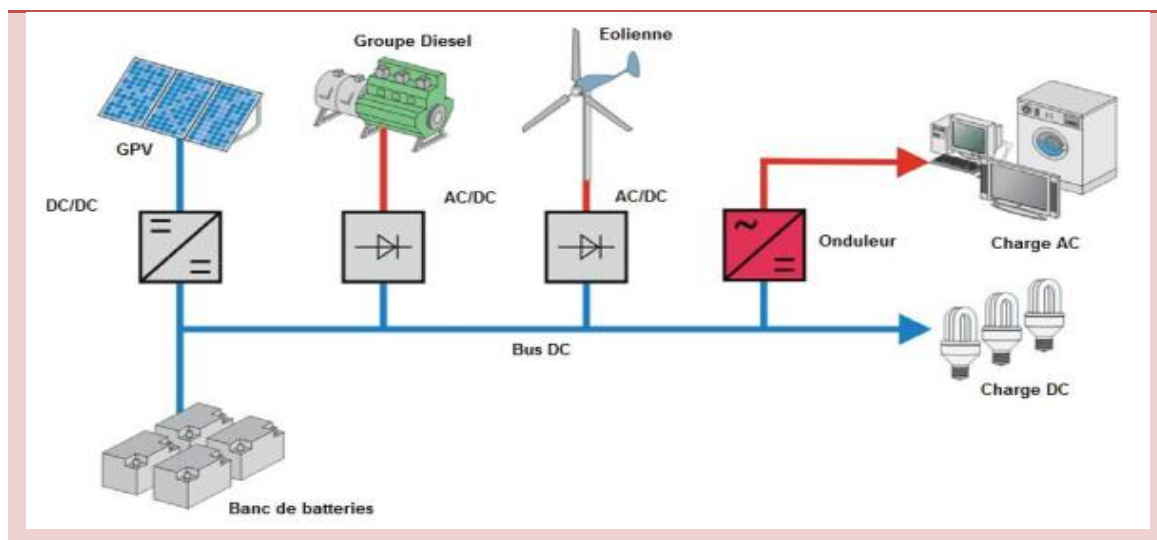 Groupe Diesel
Eolienne
GPV
DC/DC
AC/DC
AC/DC
Onduleur
Charge AC
Bus DC
Charge DC
Banc de batteries